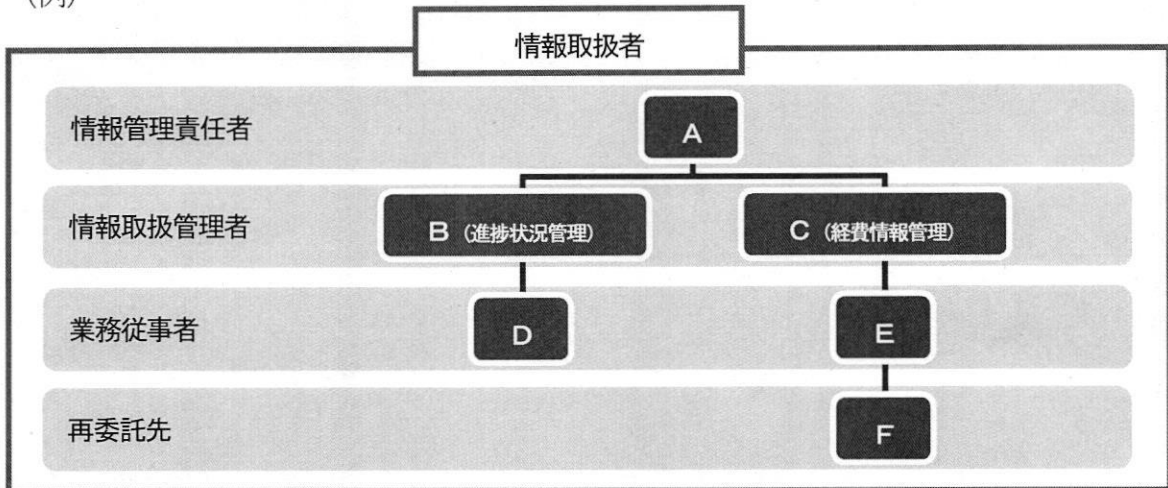 (例)
情報取扱者
情報管理責任者
A
情報取扱管理者
B (進捗状況管理)
C (経費情報管理)
業務従事者
D
E
再委託先
F